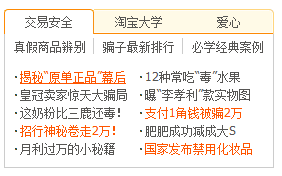 交易安全 淘宝大学 爱心
真假商品辨别 骗子最新排行 必学经典案例
·揭秘“原单正品”幕后 ·12种常吃“毒”水果
·皇冠卖家惊天大骗局 ·曝“李孝利”款实物图
·这奶粉比三鹿还毒! ·支付1角钱被骗2万
·招行神秘卷走2万! ·肥肥成功减成大S
·月利过万的小秘籍 ·国家发布禁用化妆品